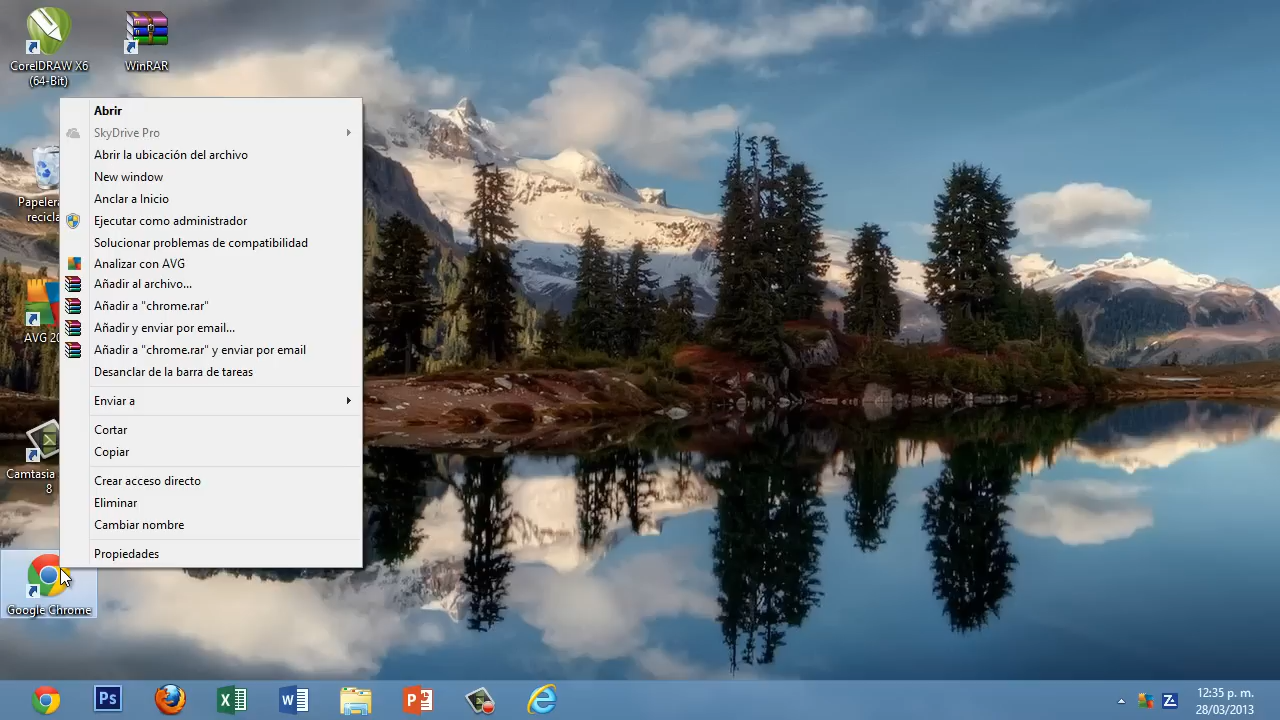 CorelDRAW X6
(64-Bit)
WinRAR
Abrir
SkyDrive Pro
Abrir la ubicación del archivo
New window
Anclar a Inicio
Ejecutar como administrador
Solucionar problemas de compatibilidad
Analizar con AVG
Añadir al archivo...
Añadir a "chrome.rar"
Añadir y enviar por email...
Añadir a "chrome.rar" y enviar por email
Desanclar de la barra de tareas
Enviar a
Cortar
Copiar
Crear acceso directo
Eliminar
Cambiar nombre
Propiedades
Papelera
recicla
AVG 20
Camtasia
8
Google Chrome
Ps
12:35 p. m.
28/03/2013